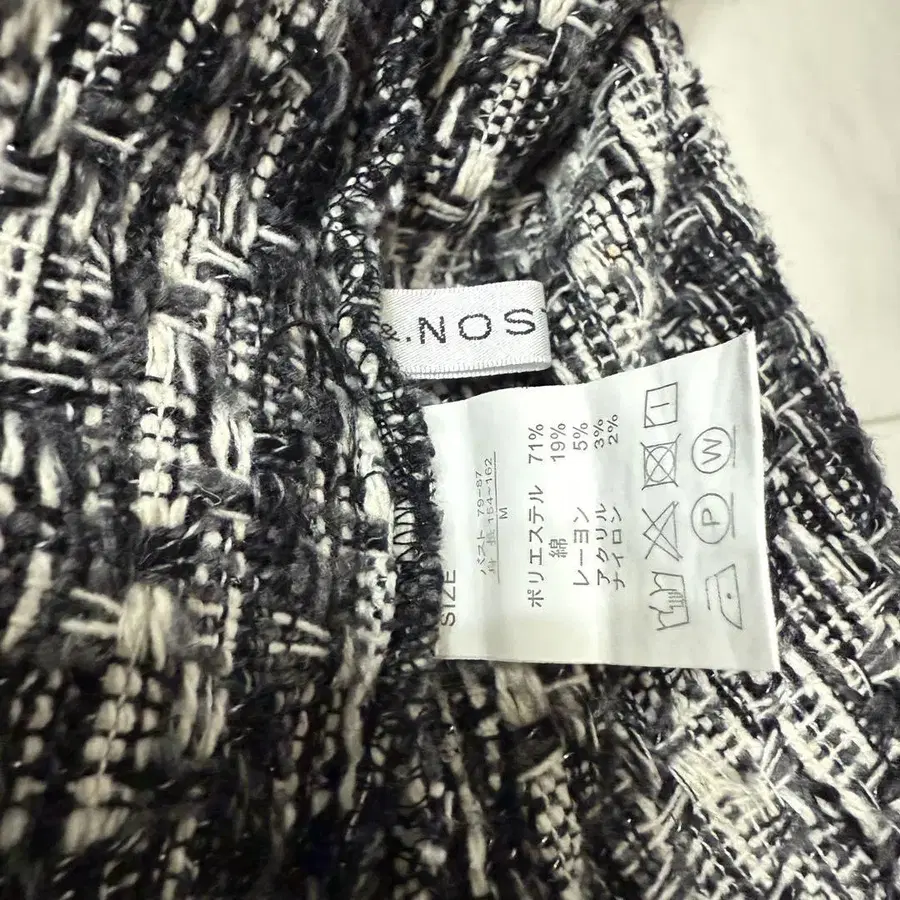 &.NOST
SIZE
バスト 79-87
身長 154-162
M
ポリエステル 71%
綿 19%
レーヨン 5%
アクリル 3%
ナイロン 2%
P W